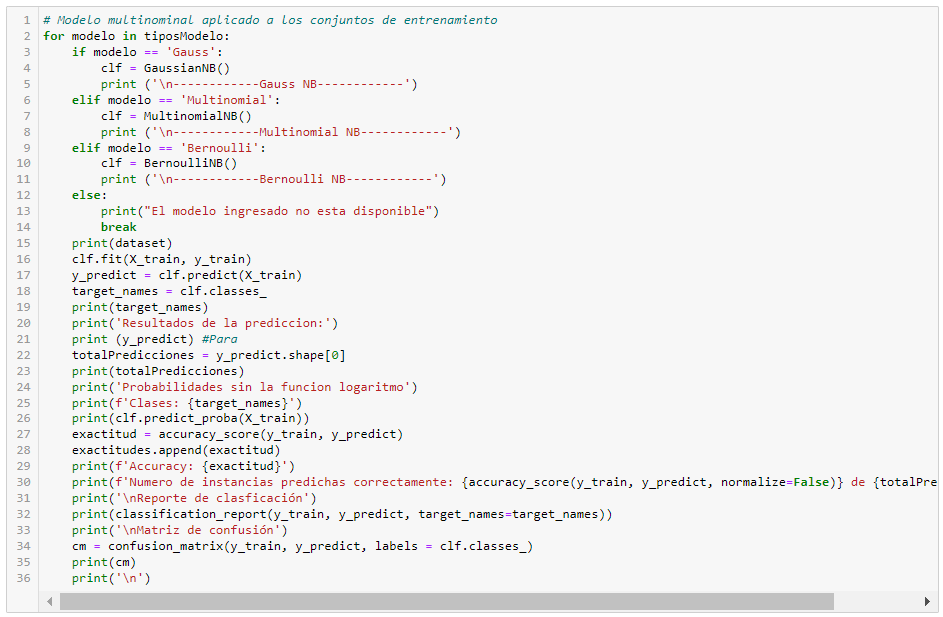 1 # Modelo multinominal aplicado a los conjuntos de entrenamiento
2 for modelo in tiposModelo:
3     if modelo == 'Gauss':
4         clf = GaussianNB()
5         print ('\n------------Gauss NB------------')
6     elif modelo == 'Multinomial':
7         clf = MultinomialNB()
8         print ('\n------------Multinomial NB------------')
9     elif modelo == 'Bernoulli':
10         clf = BernoulliNB()
11         print ('\n------------Bernoulli NB------------')
12     else:
13         print("El modelo ingresado no esta disponible")
14         break
15     print(dataset)
16     clf.fit(X_train, y_train)
17     y_predict = clf.predict(X_train)
18     target_names = clf.classes_
19     print(target_names)
20     print('Resultados de la prediccion:')
21     print (y_predict) #Para
22     totalPredicciones = y_predict.shape[0]
23     print(totalPredicciones)
24     print('Probabilidades sin la funcion logaritmo')
25     print(f'Clases: {target_names}')
26     print(clf.predict_proba(X_train))
27     exactitud = accuracy_score(y_train, y_predict)
28     exactitudes.append(exactitud)
29     print(f'Accuracy: {exactitud}')
30     print(f'Numero de instancias predichas correctamente: {accuracy_score(y_train, y_predict, normalize=False)} de {totalPre
31     print('\nReporte de clasficación')
32     print(classification_report(y_train, y_predict, target_names=target_names))
33     print('\nMatriz de confusión')
34     cm = confusion_matrix(y_train, y_predict, labels = clf.classes_)
35     print(cm)
36     print('\n')